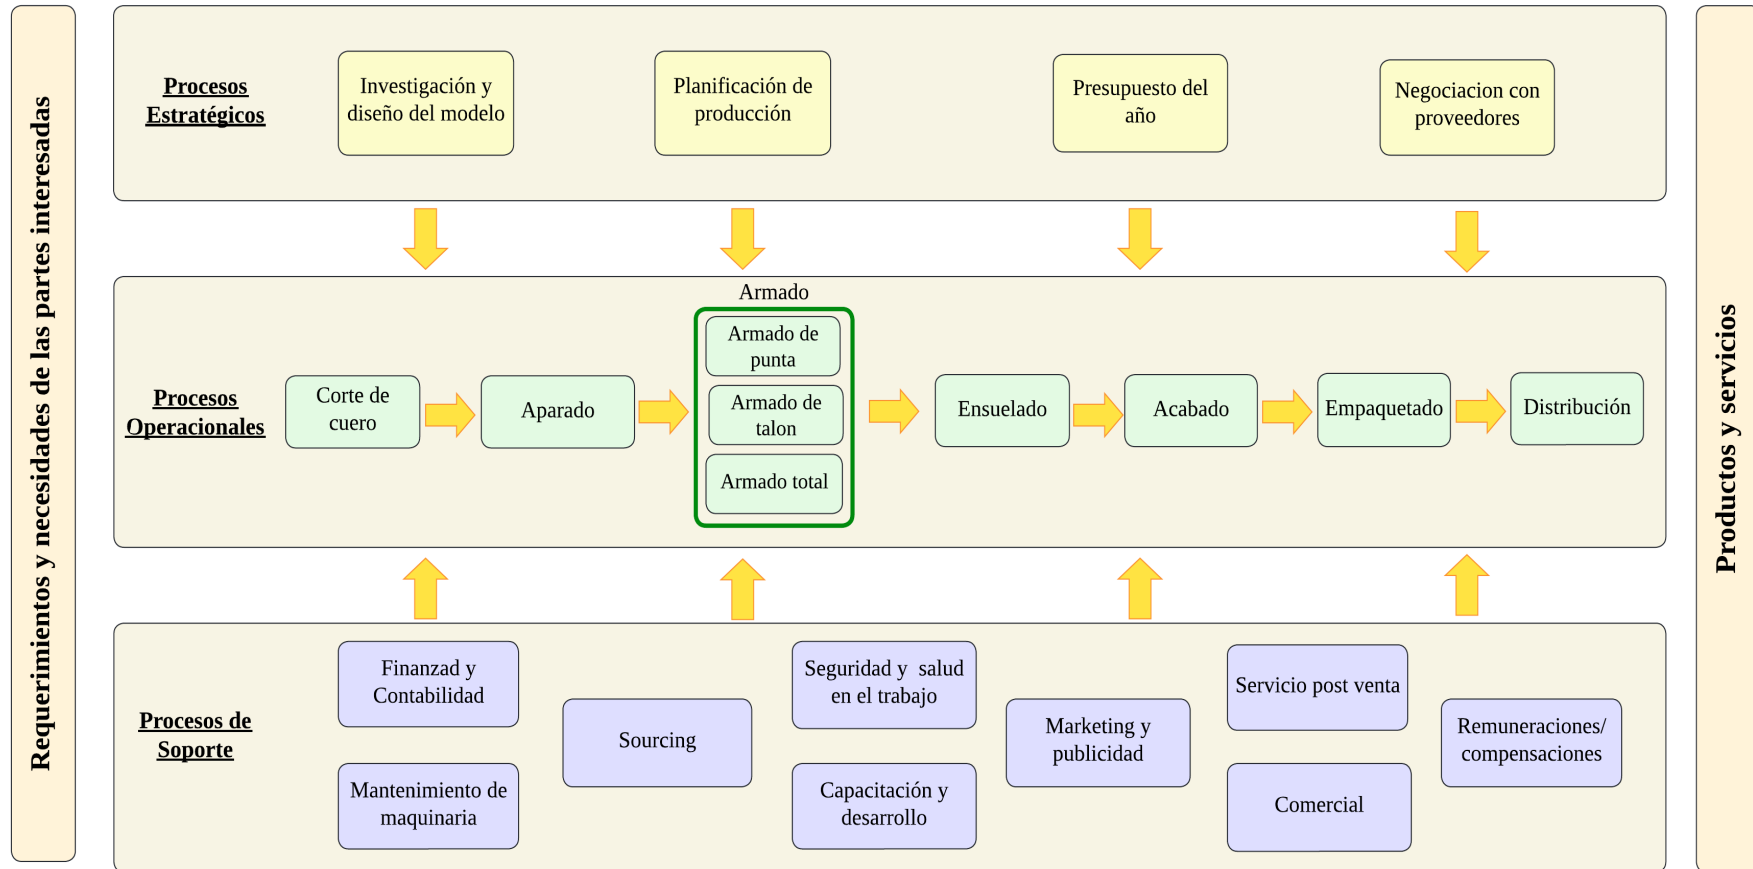 Requerimientos y necesidades de las partes interesadas
Procesos
Estratégicos
Investigación y
diseño del modelo
Planificación de
producción
Presupuesto del
año
Negociacion con
proveedores
Procesos
Operacionales
Corte de
cuero
Aparado
Armado
Armado de
punta
Armado de
talon
Armado total
Ensuelado
Acabado
Empaquetado
Distribución
Procesos de
Soporte
Finanzad y
Contabilidad
Mantenimiento de
maquinaria
Sourcing
Seguridad y  salud
en el trabajo
Capacitación y
desarrollo
Marketing y
publicidad
Servicio post venta
Comercial
Remuneraciones/
compensaciones
Productos y servicios